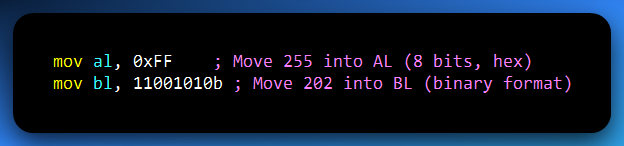 mov al, 0xFF    ; Move 255 into AL (8 bits, hex)
mov bl, 11001010b ; Move 202 into BL (binary format)